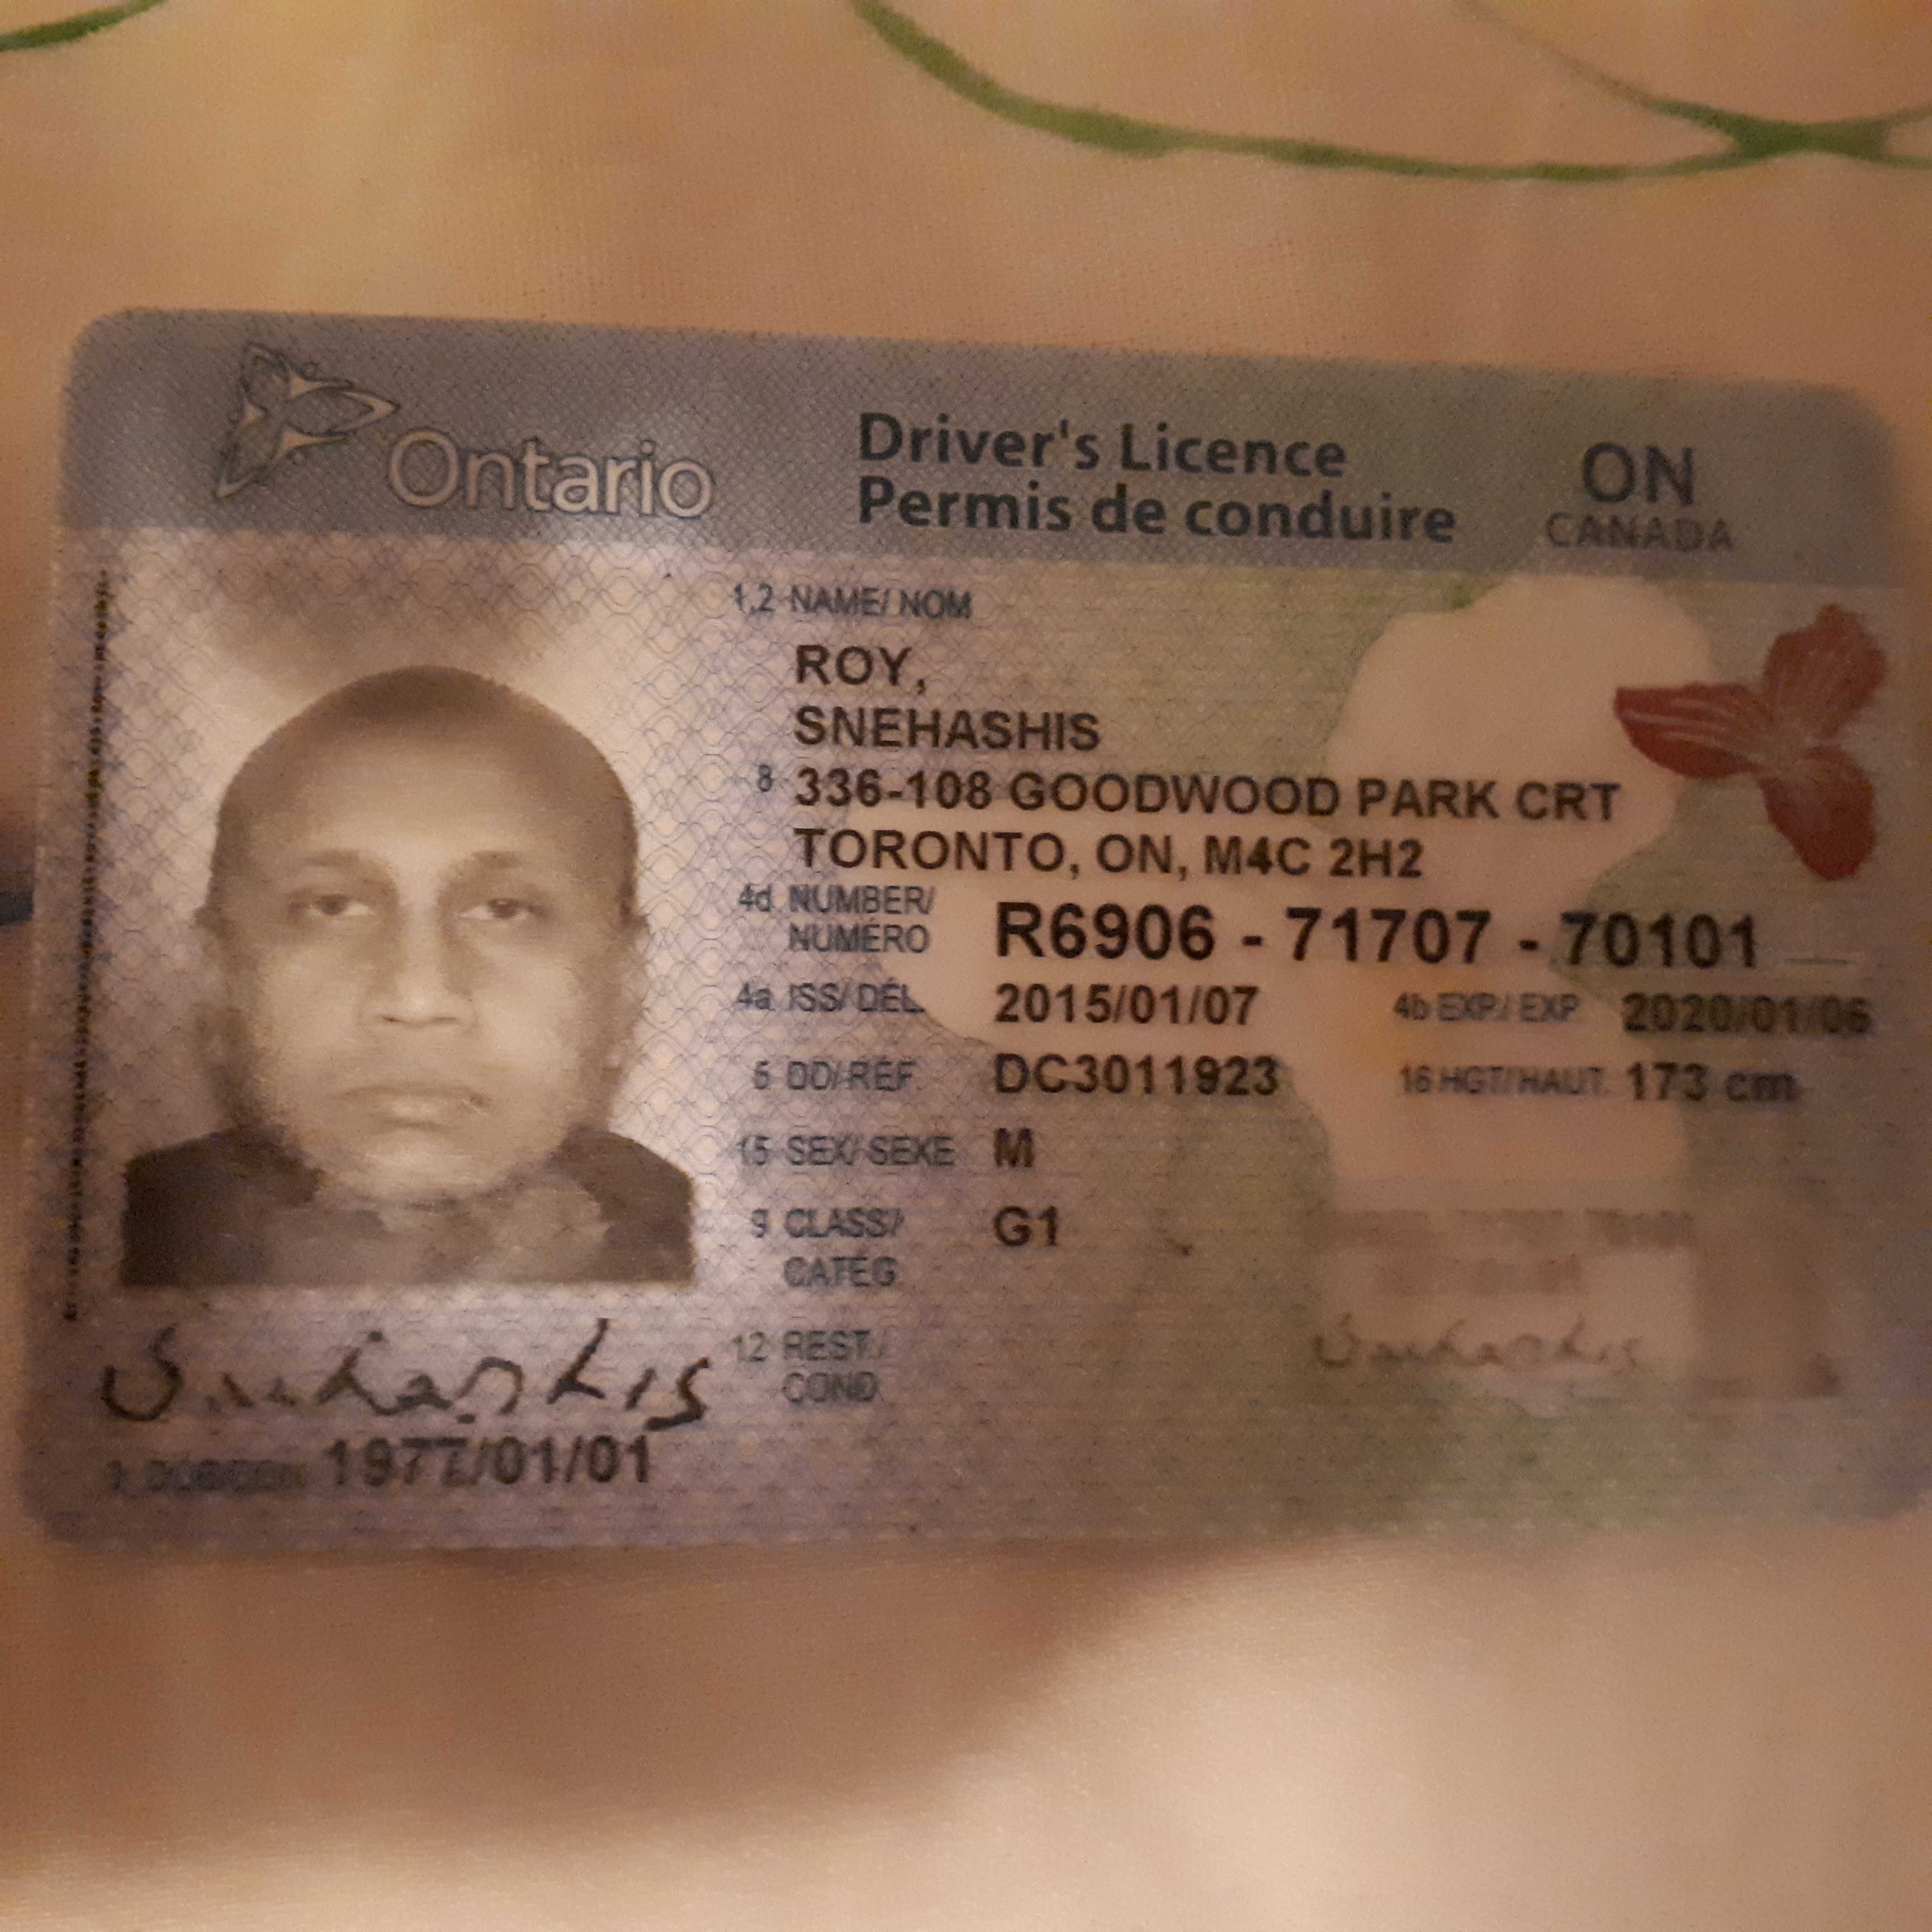 Ontario
Driver's Licence
Permis de conduire
ON
CANADA
1,2 NAME/ NOM
ROY,
SNEHASHIS
8 336-108 GOODWOOD PARK CRT
TORONTO, ON, M4C 2H2
4d NUMBER/ NUMÉRO R6906 - 71707 - 70101
4a ISS/ DÉL. 2015/01/07 4b EXP./ EXP. 2020/01/06
5 DD/ RÉF. DC3011923 16 HGT/HAUT. 173 cm
15 SEX/ SEXE M
9 CLASS/ CATÉG. G1
12 REST./ COND.
Snehashis
1977/01/01
Snehashis